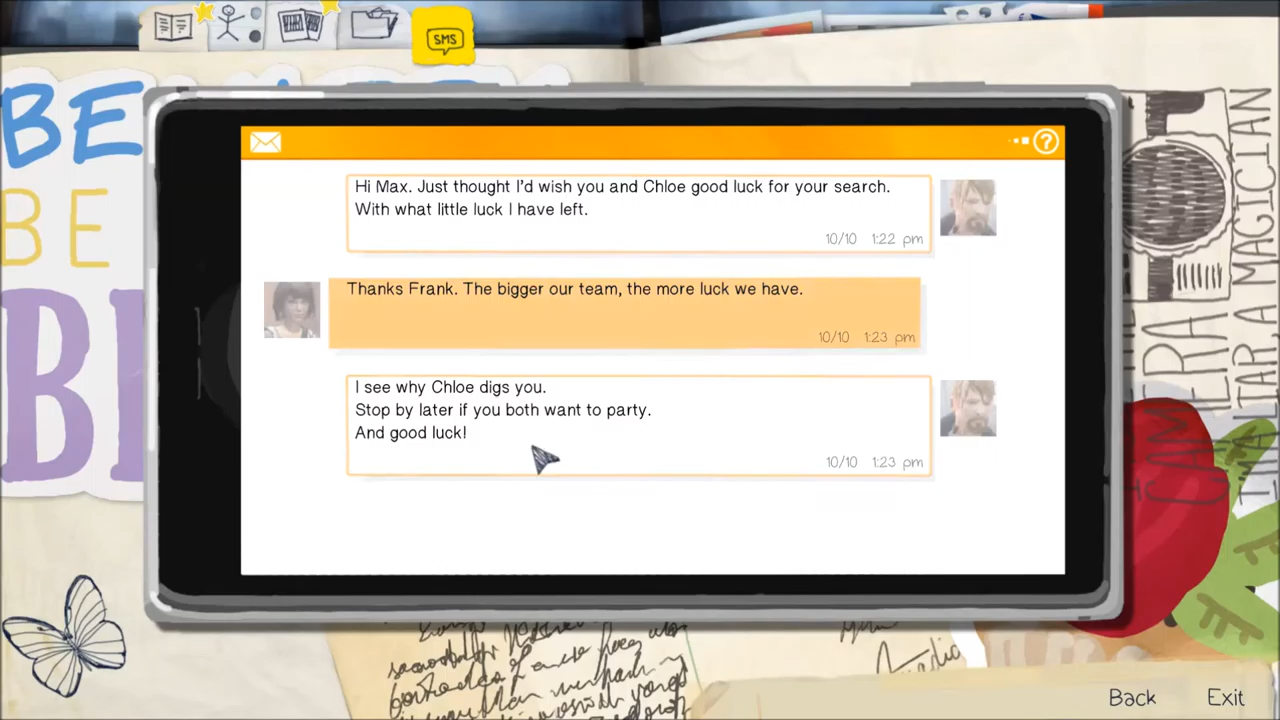 SMS
BE
BE
Hi Max. Just thought I'd wish you and Chloe good luck for your search.
With what little luck I have left.
10/10 1:22 pm
Thanks Frank. The bigger our team, the more luck we have.
10/10 1:23 pm
I see why Chloe digs you.
Stop by later if you both want to party.
And good luck!
10/10 1:23 pm
CAMERA
MAGICIAN
Back Exit